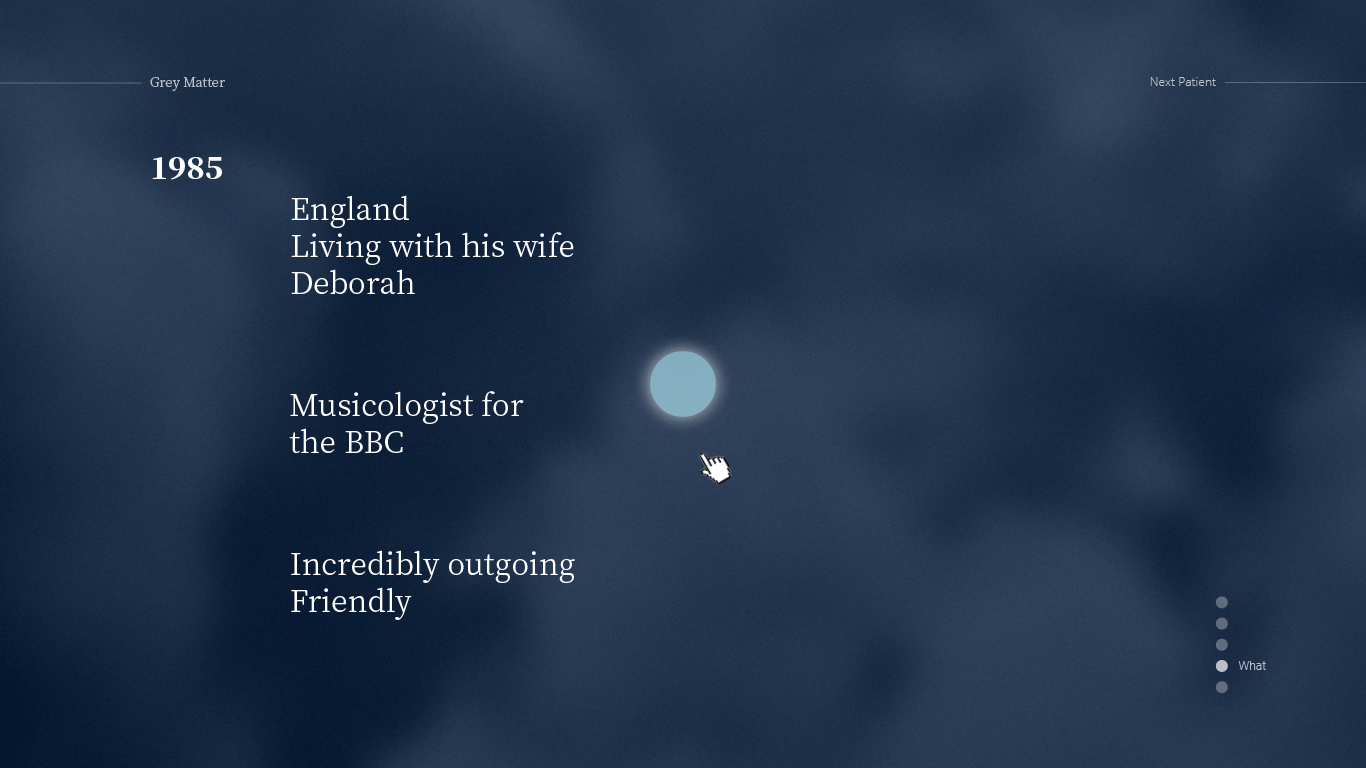 Grey Matter
Next Patient
1985
England
Living with his wife
Deborah
Musicologist for
the BBC
Incredibly outgoing
Friendly
What